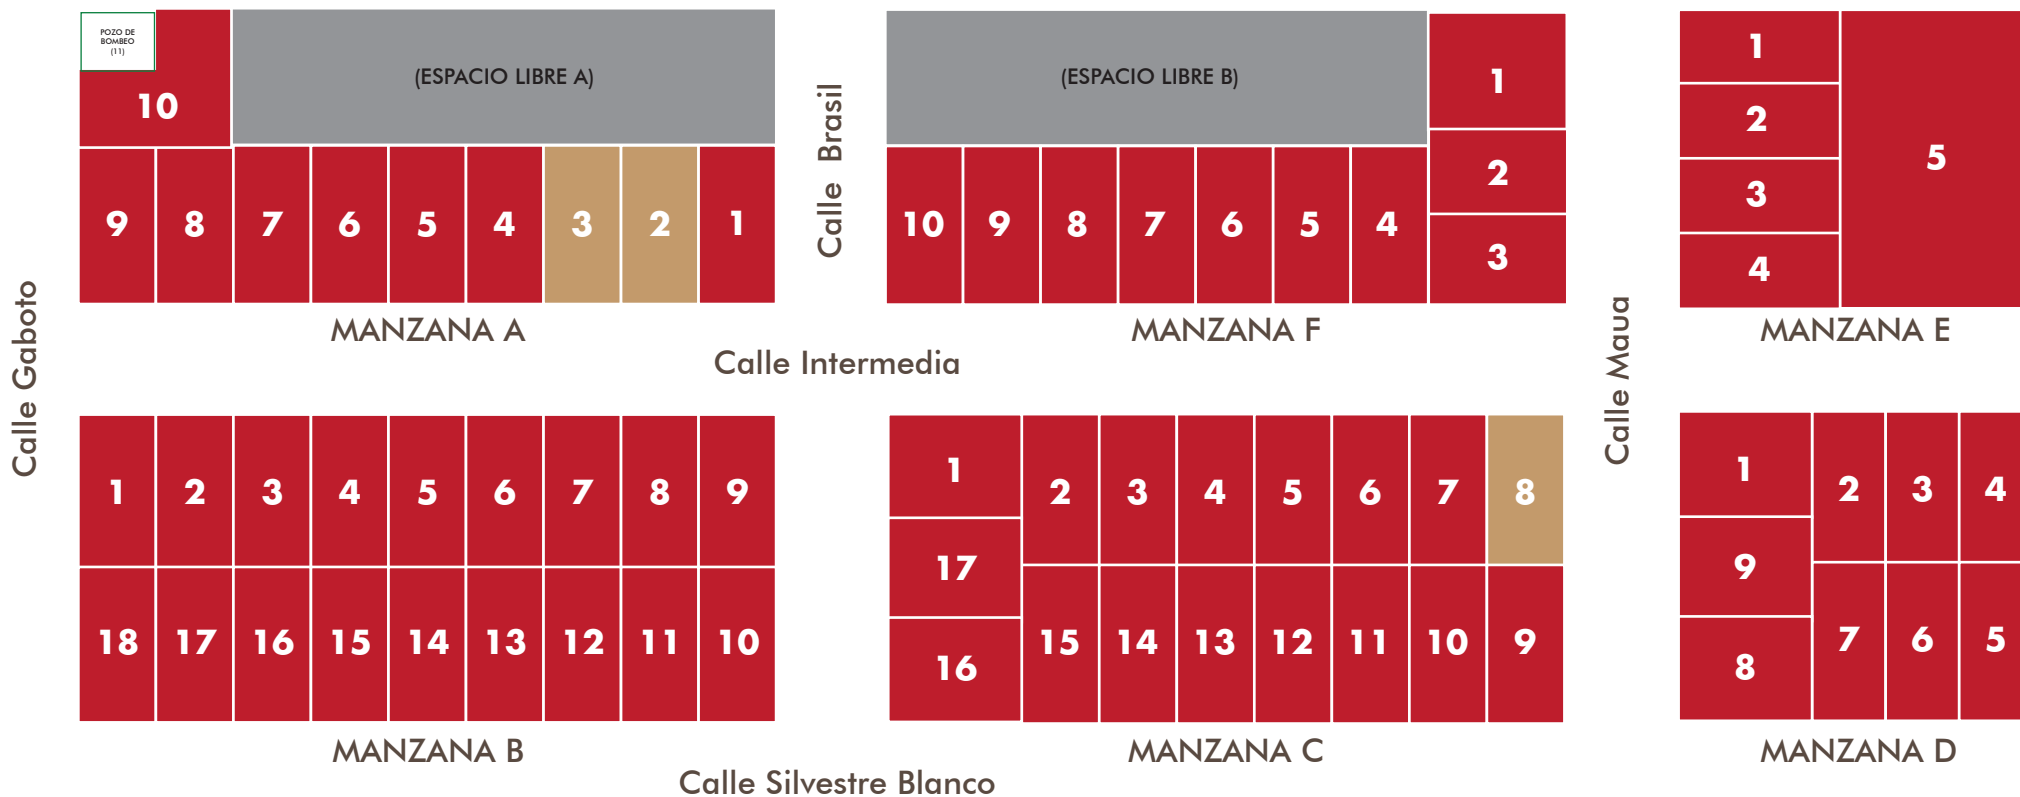 POZO DE
BOMBEO
(11)
10
(ESPACIO LIBRE A)
9 8 7 6 5 4 3 2 1
MANZANA A
Calle Brasil
(ESPACIO LIBRE B)
1
2
3
10 9 8 7 6 5 4
MANZANA F
1
2
3
4
5
MANZANA E
Calle Gaboto
Calle Intermedia
Calle Maua
1 2 3 4 5 6 7 8 9
18 17 16 15 14 13 12 11 10
MANZANA B
1
17
16
2 3 4 5 6 7 8
15 14 13 12 11 10 9
MANZANA C
1
9
8
2 3 4
7 6 5
MANZANA D
Calle Silvestre Blanco